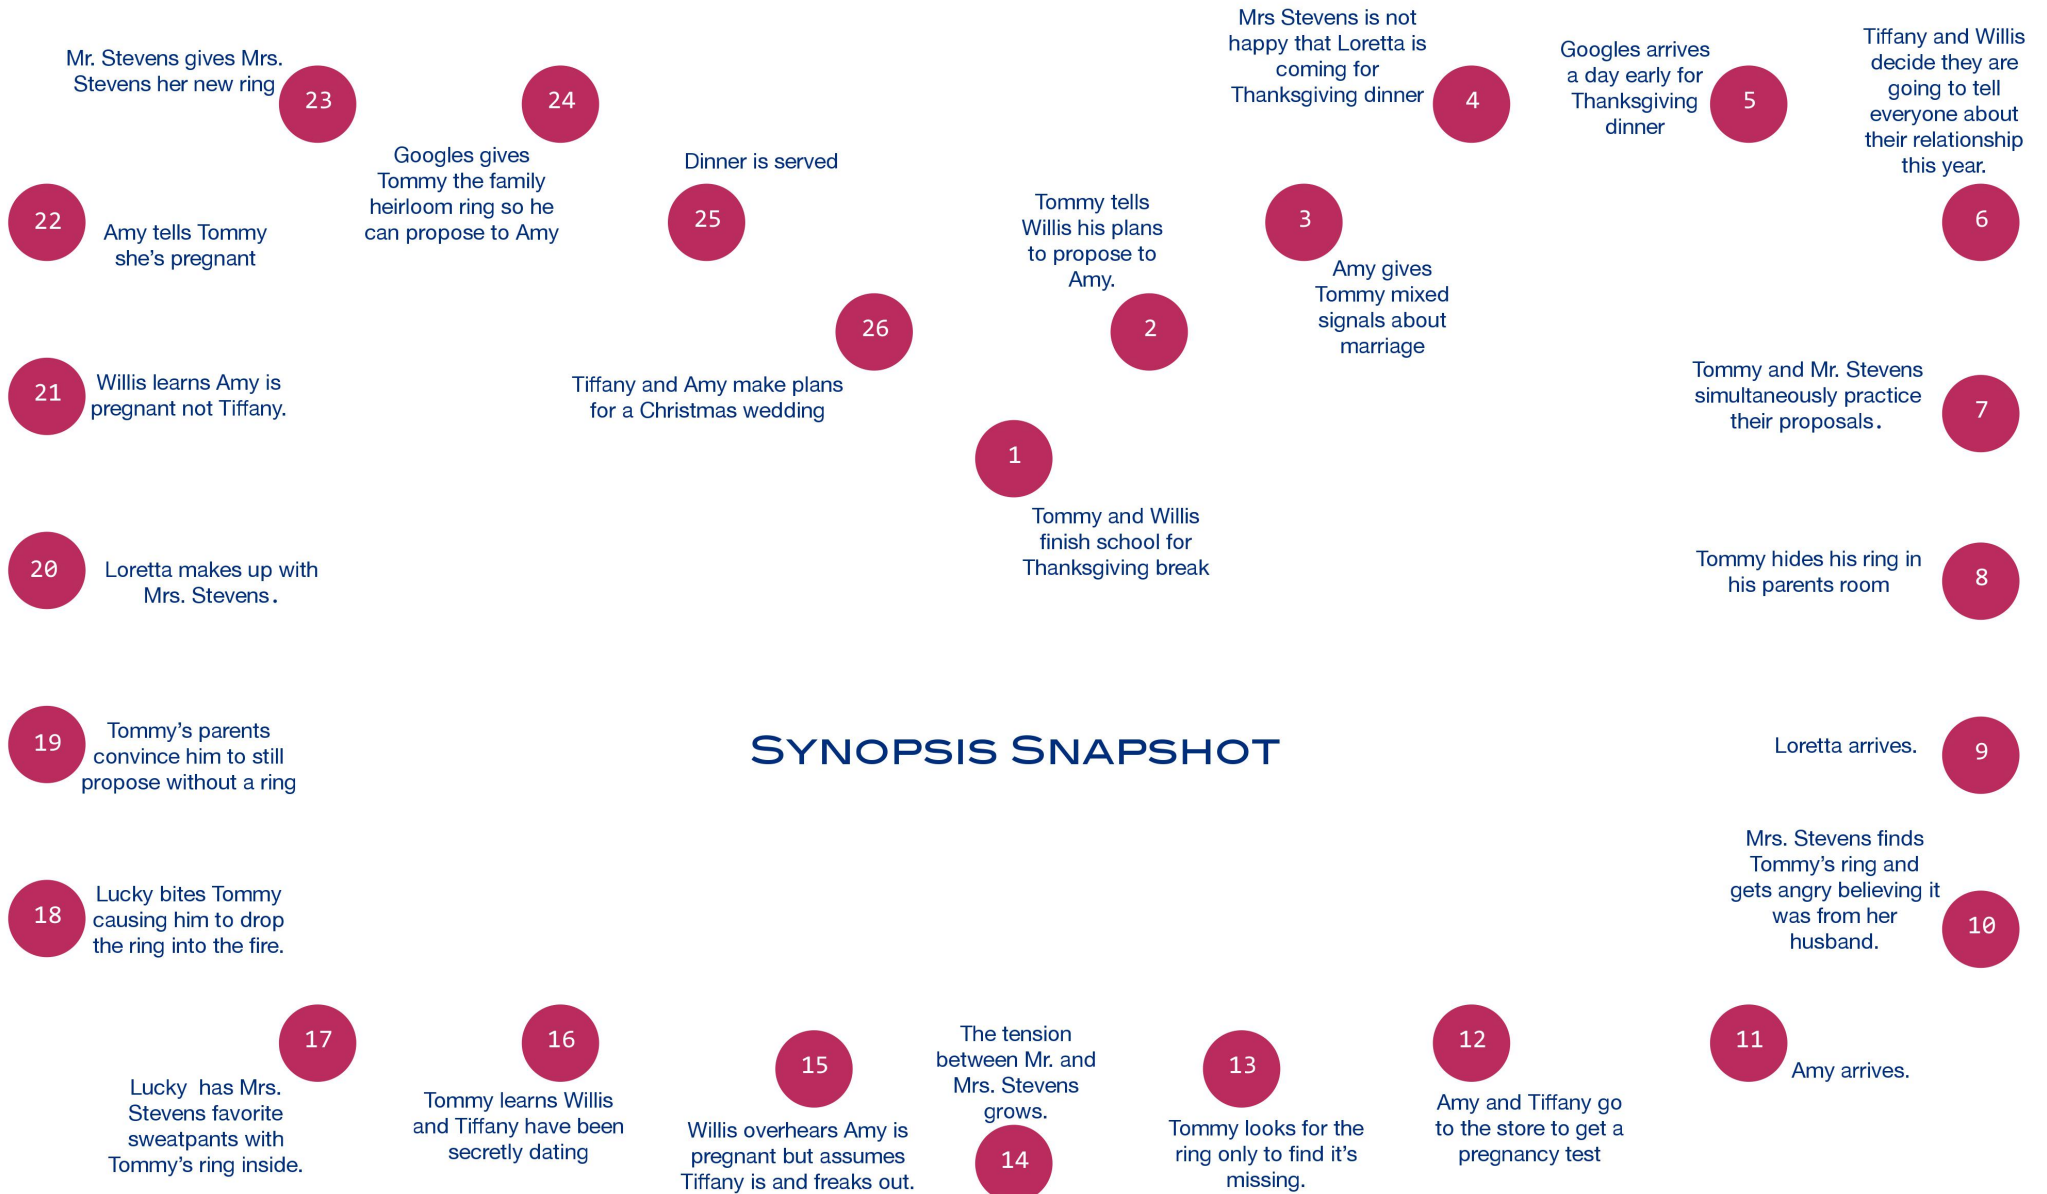 1
Tommy and Willis
finish school for
Thanksgiving break
2
Tommy tells
Willis his plans
to propose to
Amy.
3
Amy gives
Tommy mixed
signals about
marriage
4
Mrs Stevens is not
happy that Loretta is
coming for
Thanksgiving dinner
5
Googles arrives
a day early for
Thanksgiving
dinner
6
Tiffany and Willis
decide they are
going to tell
everyone about
their relationship
this year.
7
Tommy and Mr. Stevens
simultaneously practice
their proposals.
8
Tommy hides his ring in
his parents room
9
Loretta arrives.
10
Mrs. Stevens finds
Tommy’s ring and
gets angry believing it
was from her
husband.
11
Amy arrives.
12
Amy and Tiffany go
to the store to get a
pregnancy test
13
Tommy looks for the
ring only to find it’s
missing.
14
The tension
between Mr. and
Mrs. Stevens
grows.
15
Willis overhears Amy is
pregnant but assumes
Tiffany is and freaks out.
16
Tommy learns Willis
and Tiffany have been
secretly dating
17
Lucky  has Mrs.
Stevens favorite
sweatpants with
Tommy’s ring inside.
18
Lucky bites Tommy
causing him to drop
the ring into the fire.
19
Tommy’s parents
convince him to still
propose without a ring
20
Loretta makes up with
Mrs. Stevens.
21
Willis learns Amy is
pregnant not Tiffany.
22
Amy tells Tommy
she’s pregnant
23
Mr. Stevens gives Mrs.
Stevens her new ring
24
Googles gives
Tommy the family
heirloom ring so he
can propose to Amy
25
Dinner is served
26
Tiffany and Amy make plans
for a Christmas wedding
SYNOPSIS SNAPSHOT